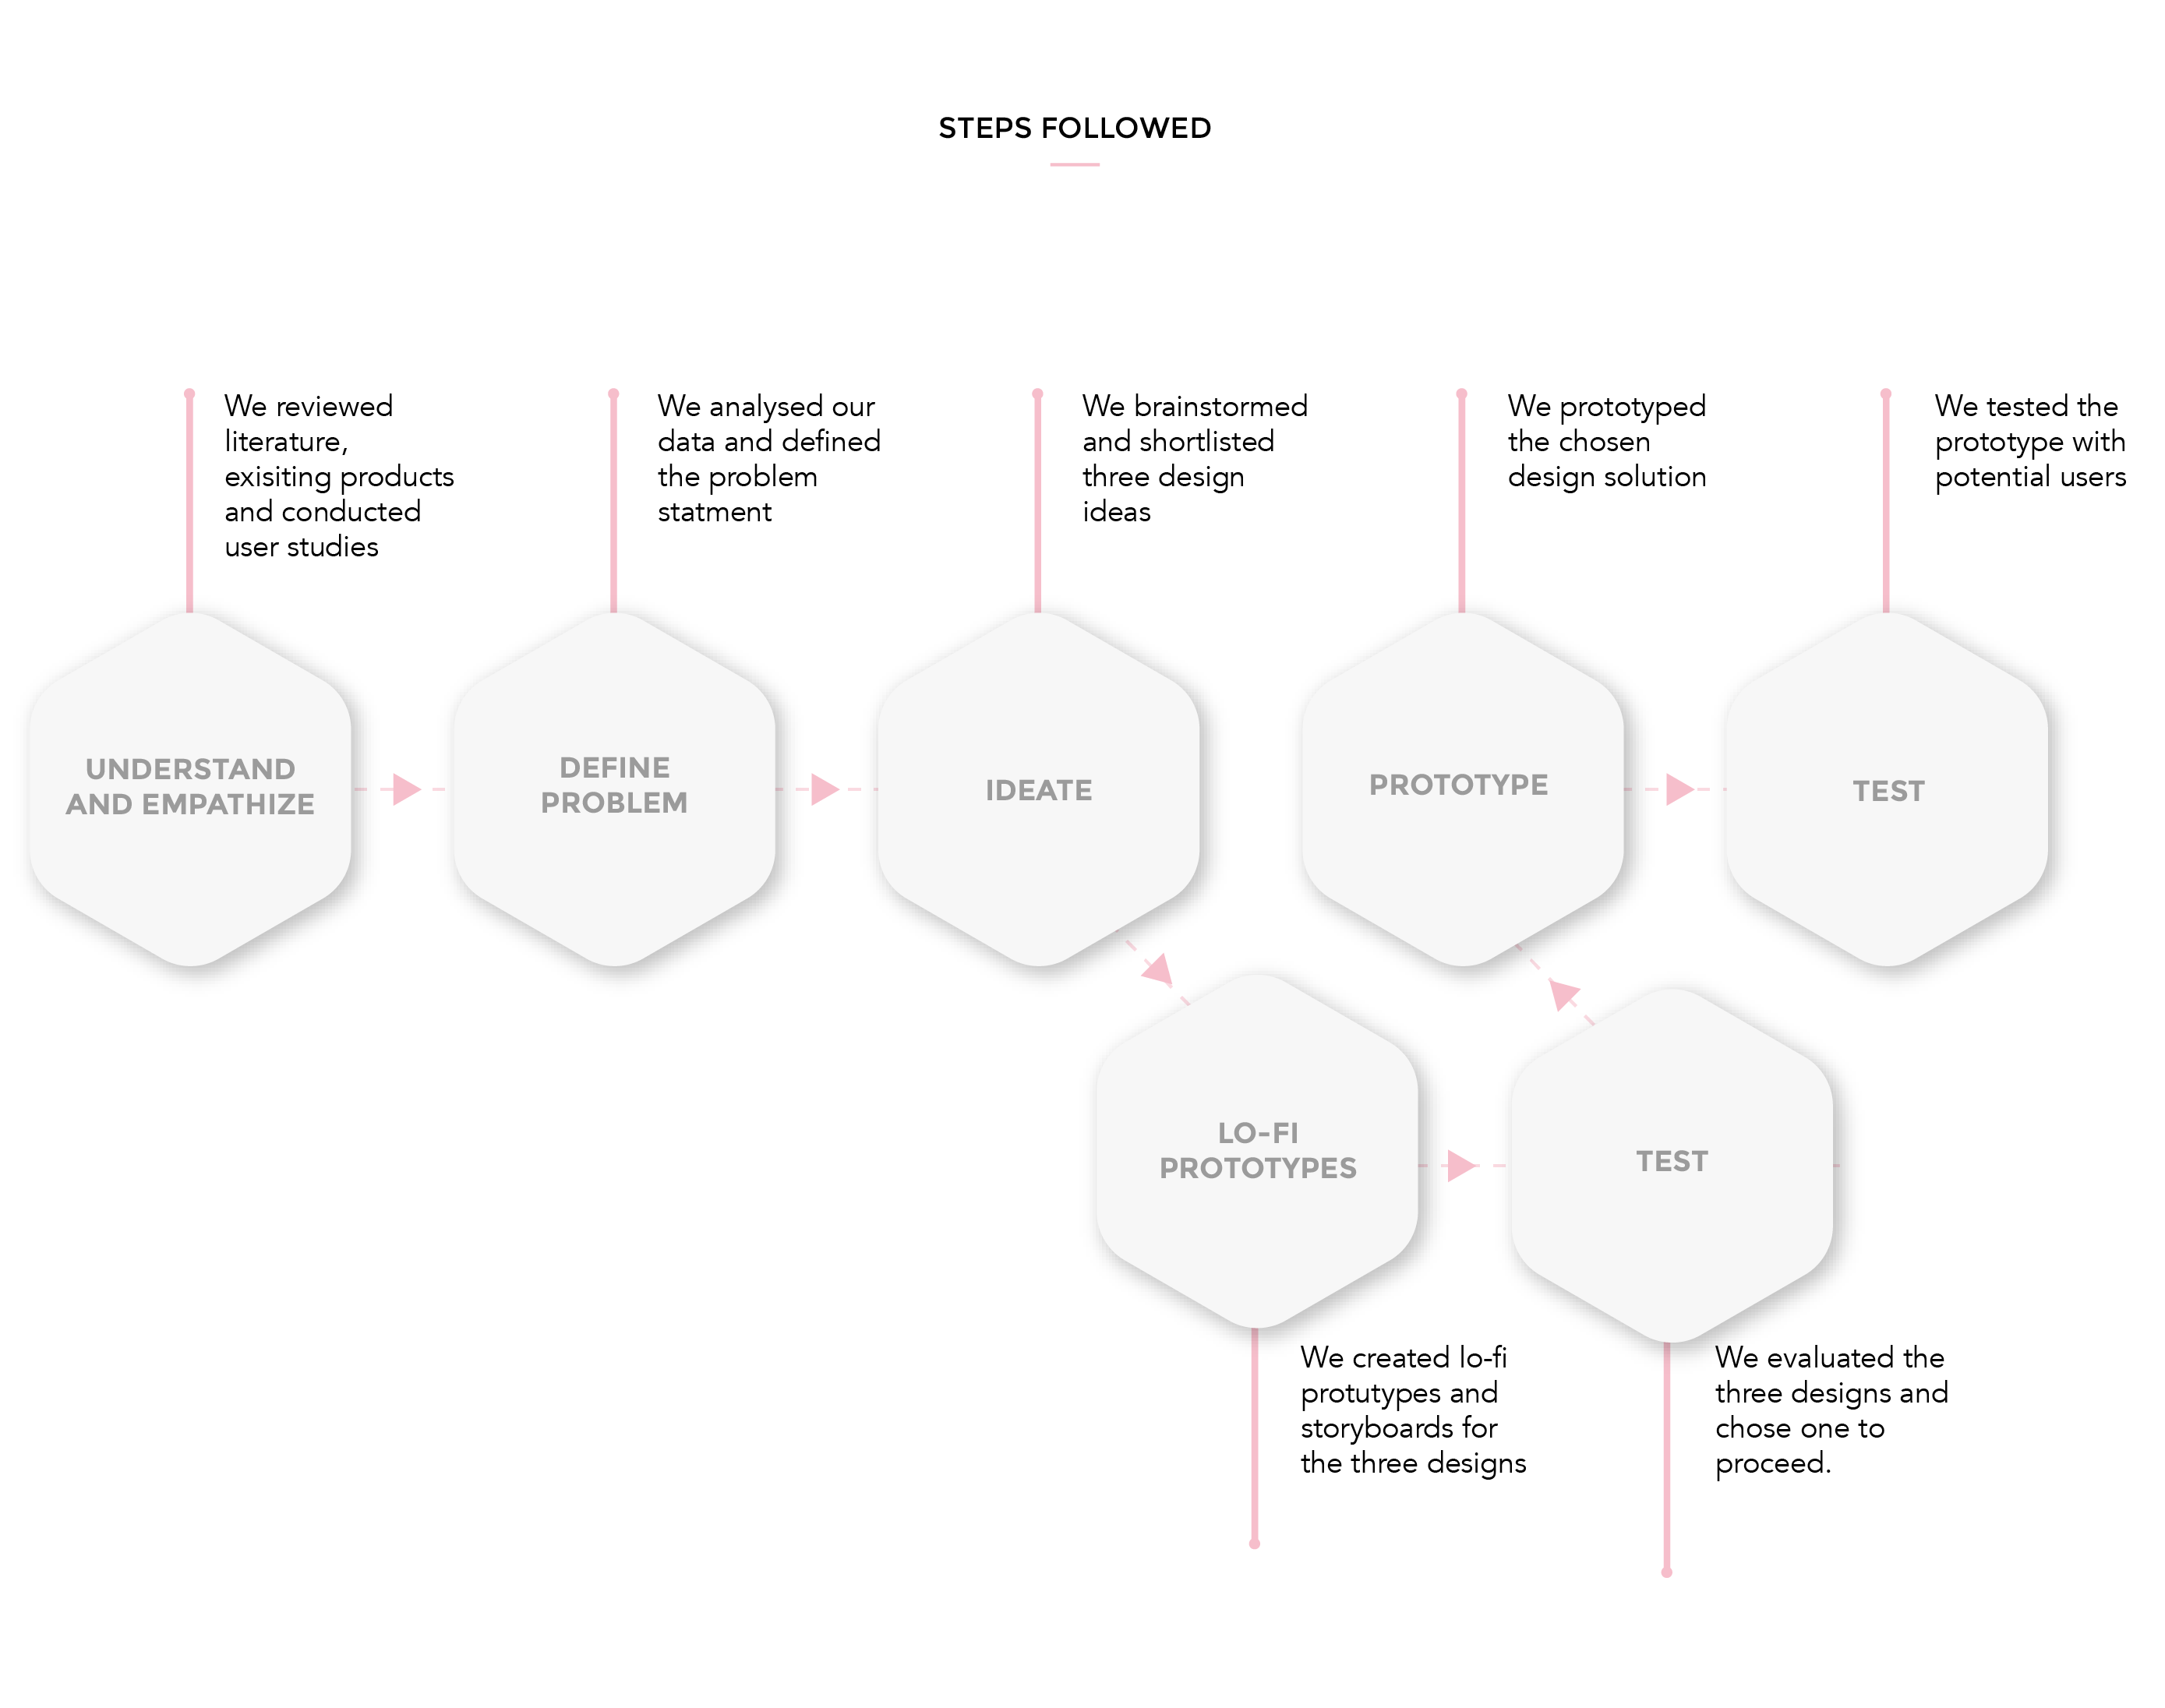 STEPS FOLLOWED
We reviewed
literature,
exisiting products
and conducted
user studies
We analysed our
data and defined
the problem
statment
We brainstormed
and shortlisted
three design
ideas
We prototyped
the chosen
design solution
We tested the
prototype with
potential users
UNDERSTAND
AND EMPATHIZE
DEFINE
PROBLEM
IDEATE
PROTOTYPE
TEST
LO-FI
PROTOTYPES
TEST
We created lo-fi
protutypes and
storyboards for
the three designs
We evaluated the
three designs and
chose one to
proceed.